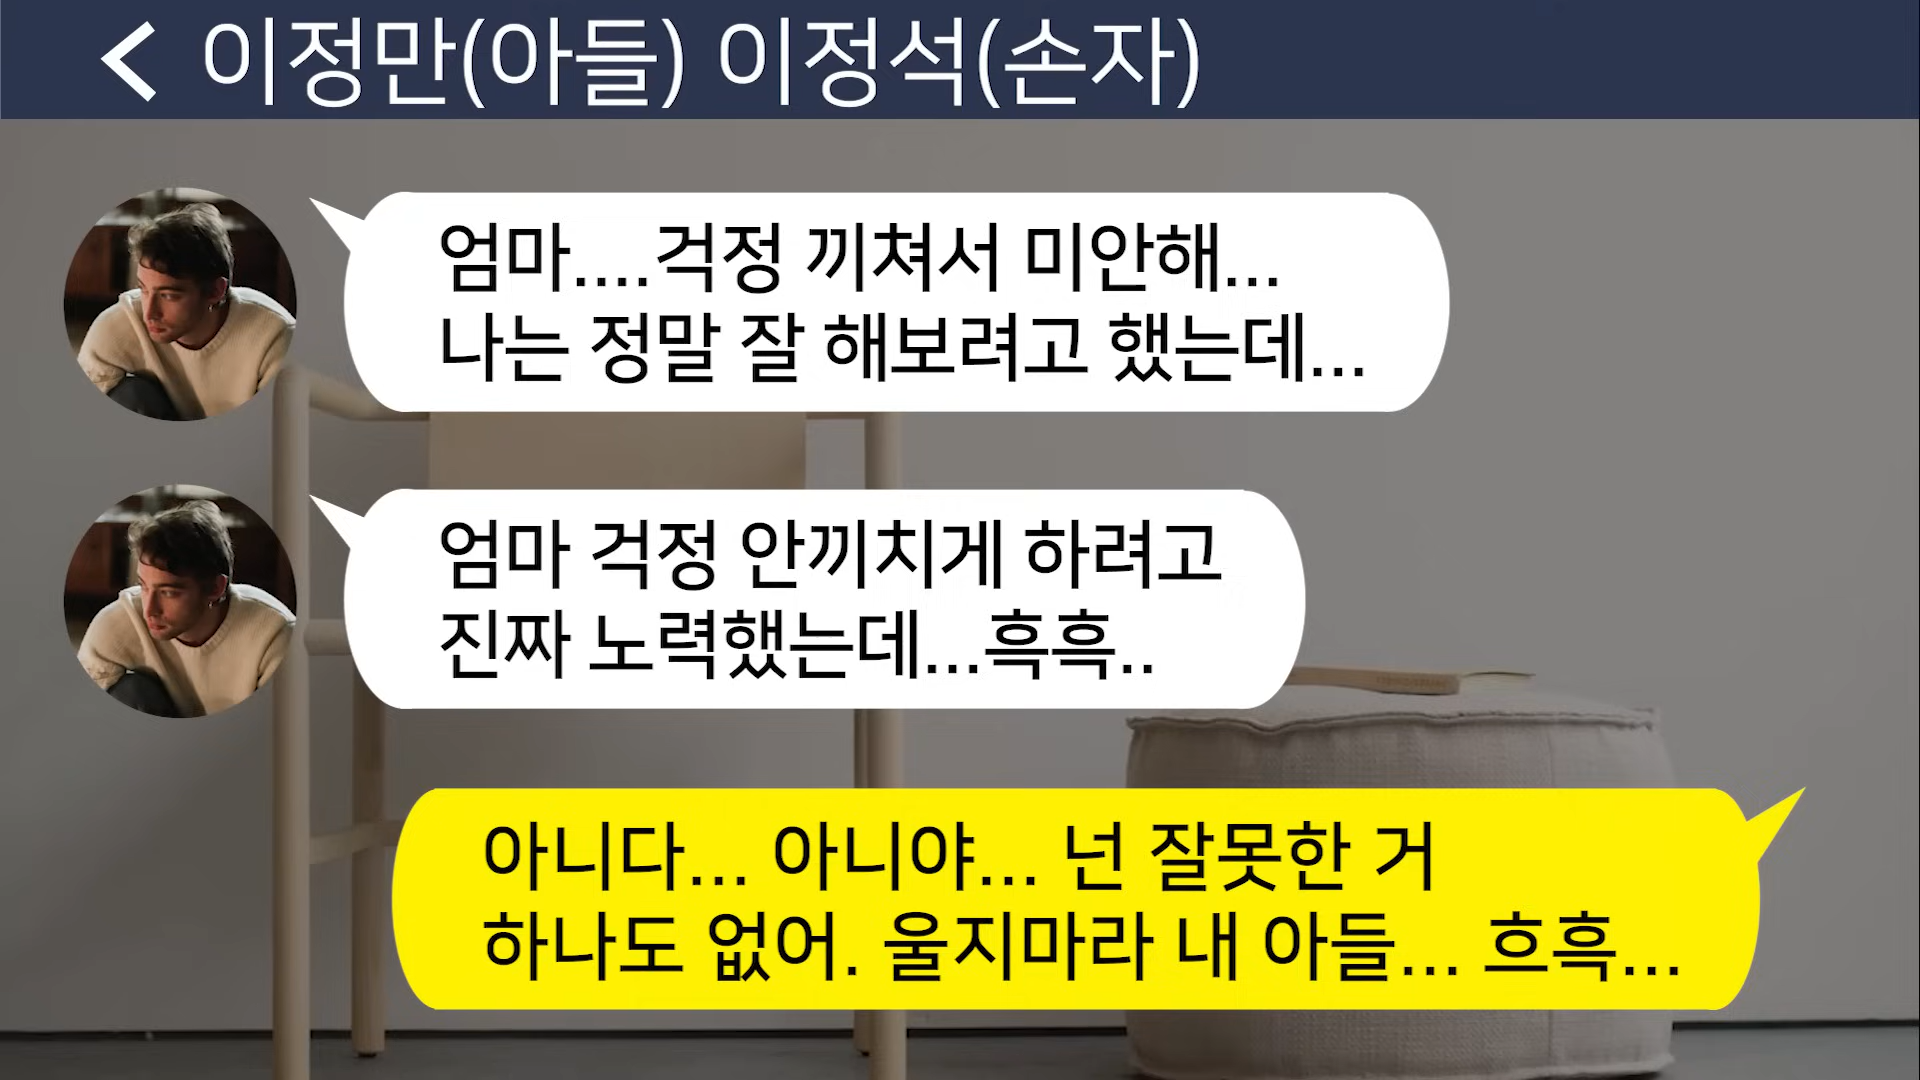 이정만(아들) 이정석(손자)
엄마....걱정 끼쳐서 미안해...
나는 정말 잘 해보려고 했는데...
엄마 걱정 안끼치게 하려고
진짜 노력했는데...흑흑..
아니다... 아니야... 넌 잘못한 거
하나도 없어. 울지마라 내 아들... 흐흑...